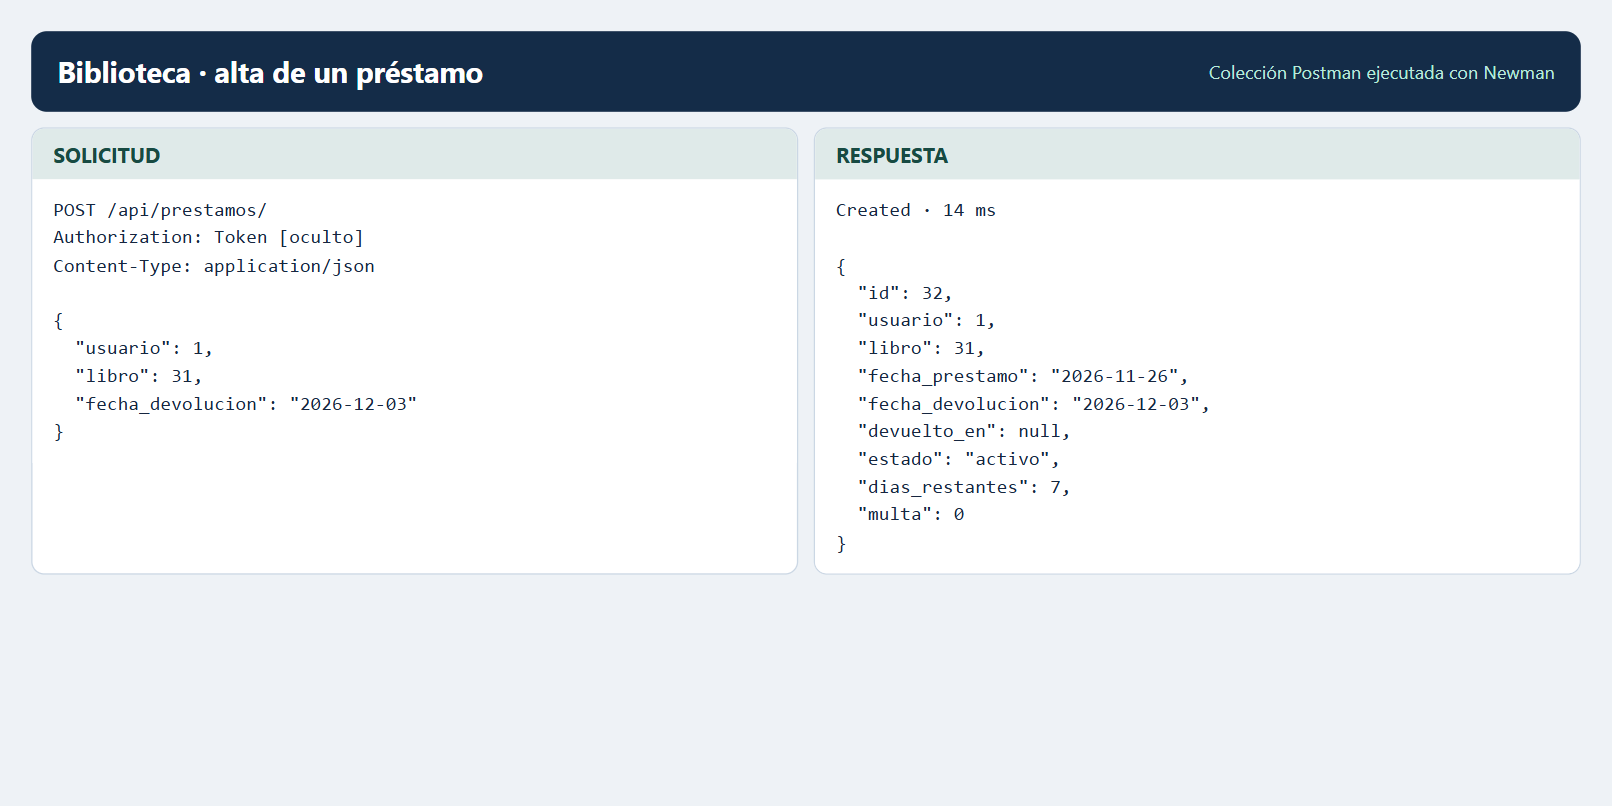 Biblioteca · alta de un préstamo
Colección Postman ejecutada con Newman
SOLICITUD
POST /api/prestamos/
Authorization: Token [oculto]
Content-Type: application/json
{
  "usuario": 1,
  "libro": 31,
  "fecha_devolucion": "2026-12-03"
}
RESPUESTA
Created · 14 ms
{
  "id": 32,
  "usuario": 1,
  "libro": 31,
  "fecha_prestamo": "2026-11-26",
  "fecha_devolucion": "2026-12-03",
  "devuelto_en": null,
  "estado": "activo",
  "dias_restantes": 7,
  "multa": 0
}